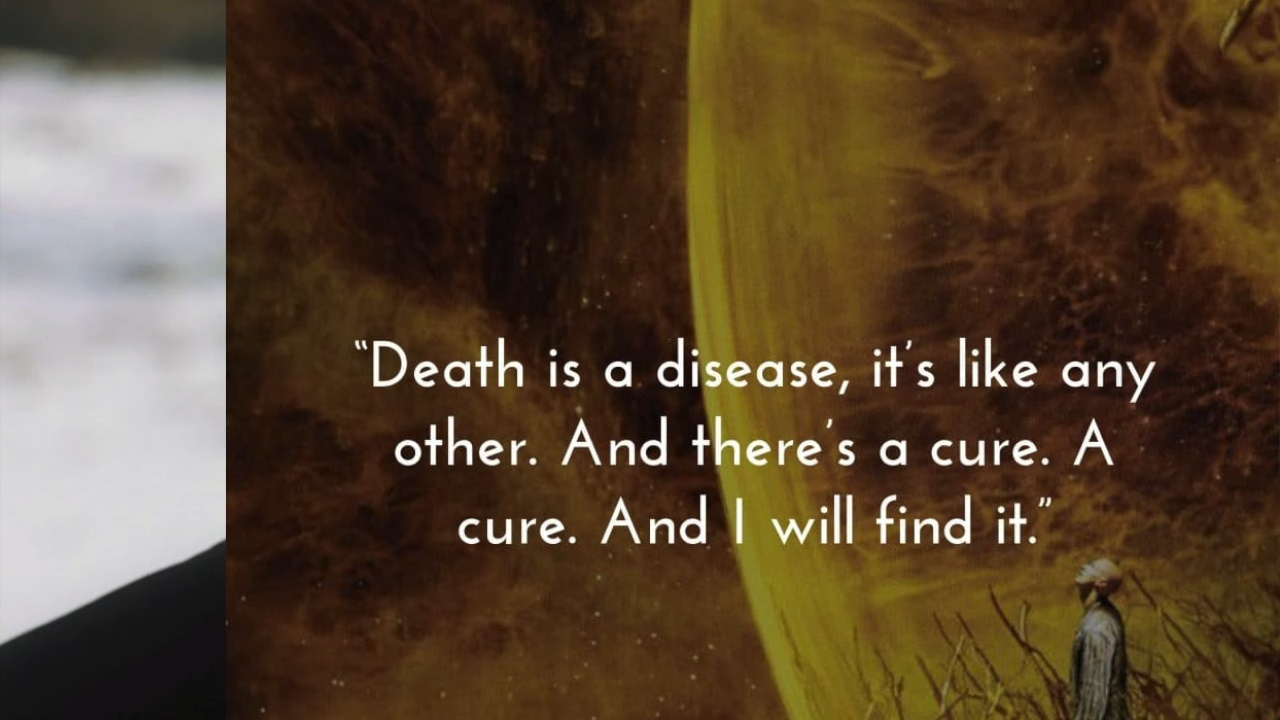 “Death is a disease, it’s like any
other. And there’s a cure. A
cure. And I will find it.”